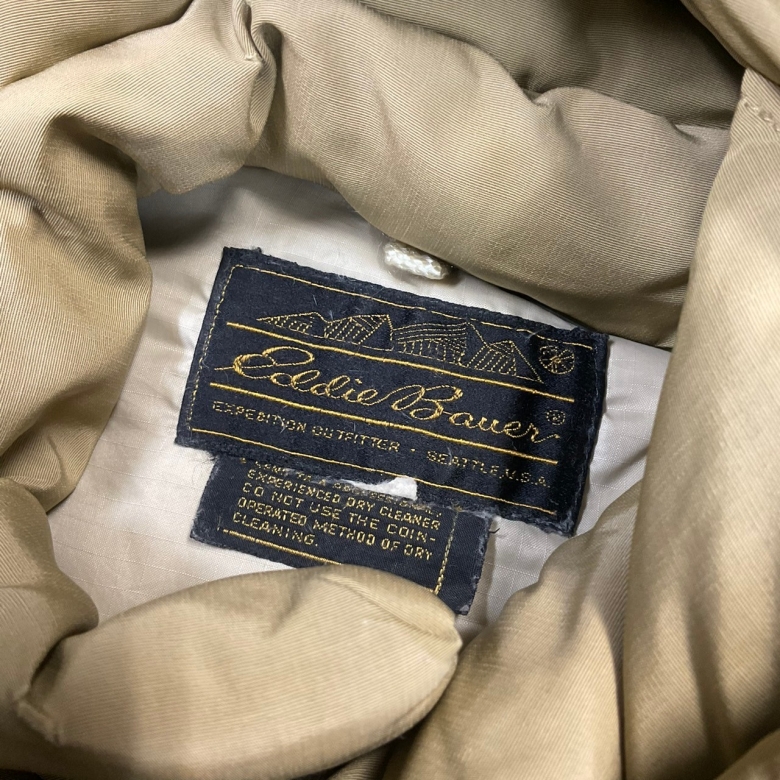 Eddie Bauer ®
EXPEDITION OUTFITTER · SEATTLE, U.S.A.
EXPERIENCED DRY CLEANER
DO NOT USE THE COIN-
OPERATED METHOD OF DRY
CLEANING.